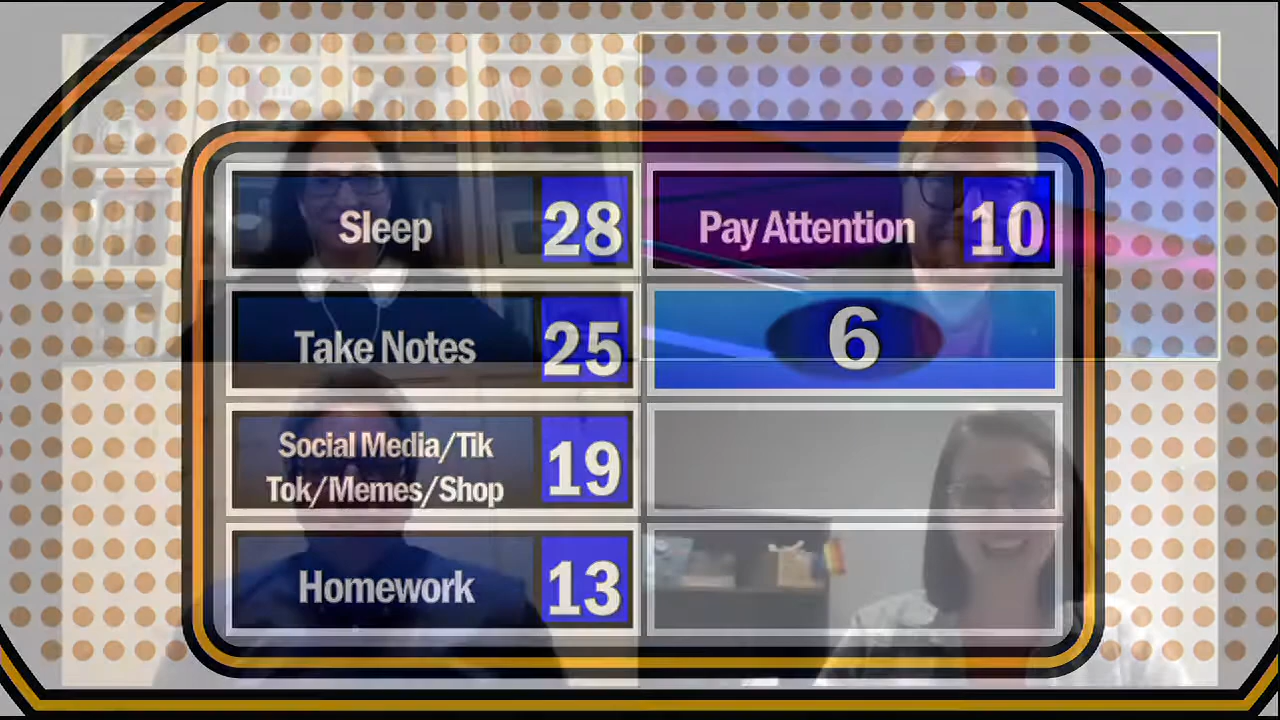 Sleep 28
Take Notes 25
Social Media/Tik
Tok/Memes/Shop 19
Homework 13
Pay Attention 10
6